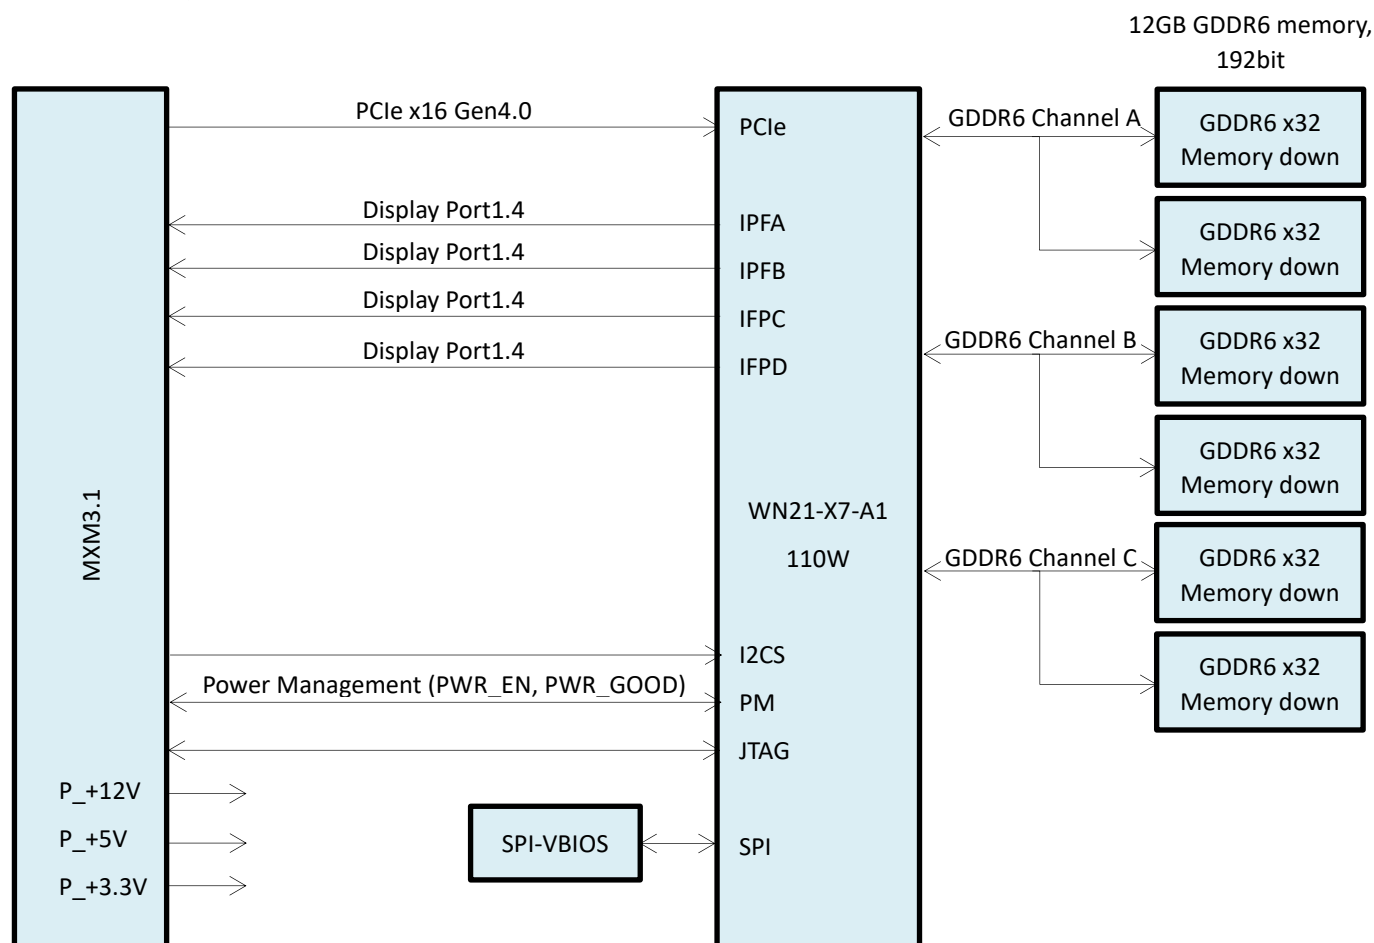 12GB GDDR6 memory,
192bit
MXM3.1
P_+12V
P_+5V
P_+3.3V
PCIe x16 Gen4.0
Display Port1.4
Display Port1.4
Display Port1.4
Display Port1.4
Power Management (PWR_EN, PWR_GOOD)
SPI-VBIOS
PCIe
IPFA
IPFB
IFPC
IFPD
WN21-X7-A1
110W
I2CS
PM
JTAG
SPI
GDDR6 Channel A
GDDR6 x32
Memory down
GDDR6 x32
Memory down
GDDR6 Channel B
GDDR6 x32
Memory down
GDDR6 x32
Memory down
GDDR6 Channel C
GDDR6 x32
Memory down
GDDR6 x32
Memory down